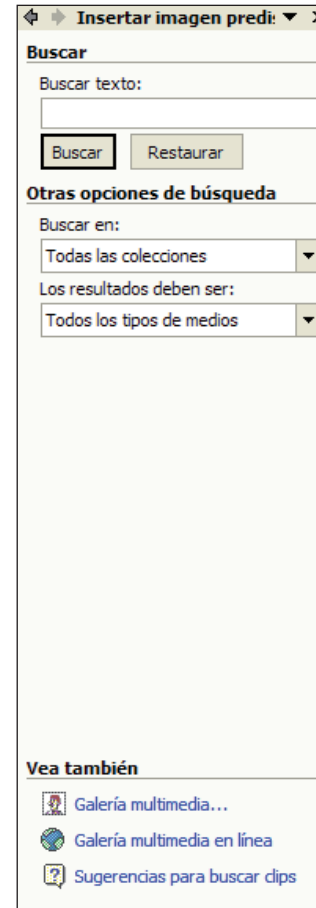 Insertar imagen predi:
Buscar
Buscar texto:
Buscar Restaurar
Otras opciones de búsqueda
Buscar en:
Todas las colecciones
Los resultados deben ser:
Todos los tipos de medios
Vea también
Galería multimedia...
Galería multimedia en línea
Sugerencias para buscar clips